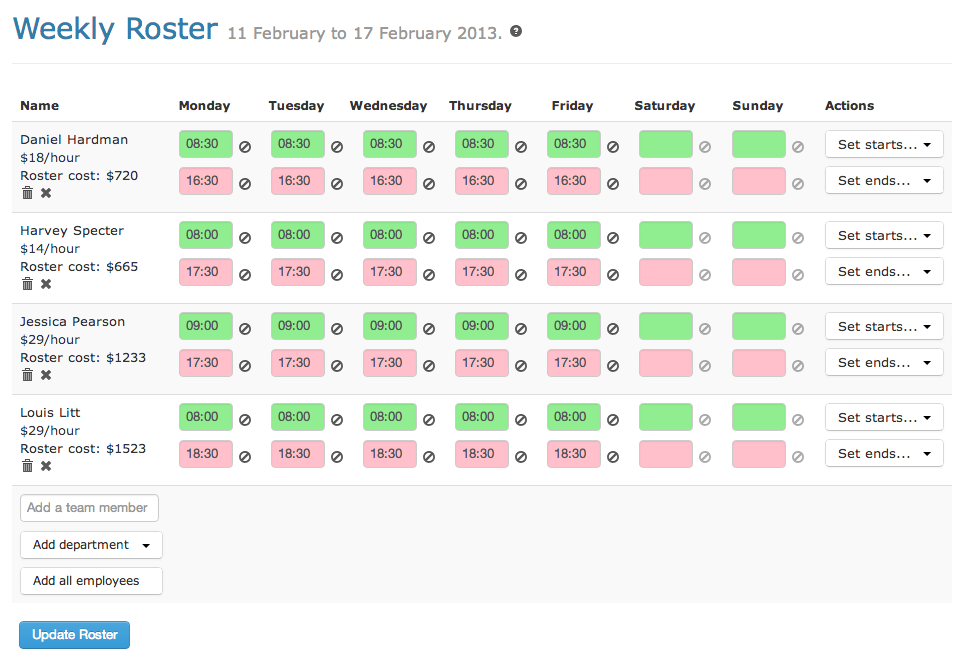 Weekly Roster 11 February to 17 February 2013. ?
Name Monday Tuesday Wednesday Thursday Friday Saturday Sunday Actions
Daniel Hardman 08:30 08:30 08:30 08:30 08:30 Set starts...
$18/hour
Roster cost: $720 16:30 16:30 16:30 16:30 16:30 Set ends...
Harvey Specter 08:00 08:00 08:00 08:00 08:00 Set starts...
$14/hour
Roster cost: $665 17:30 17:30 17:30 17:30 17:30 Set ends...
Jessica Pearson 09:00 09:00 09:00 09:00 09:00 Set starts...
$29/hour
Roster cost: $1233 17:30 17:30 17:30 17:30 17:30 Set ends...
Louis Litt 08:00 08:00 08:00 08:00 08:00 Set starts...
$29/hour
Roster cost: $1523 18:30 18:30 18:30 18:30 18:30 Set ends...
Add a team member
Add department
Add all employees
Update Roster